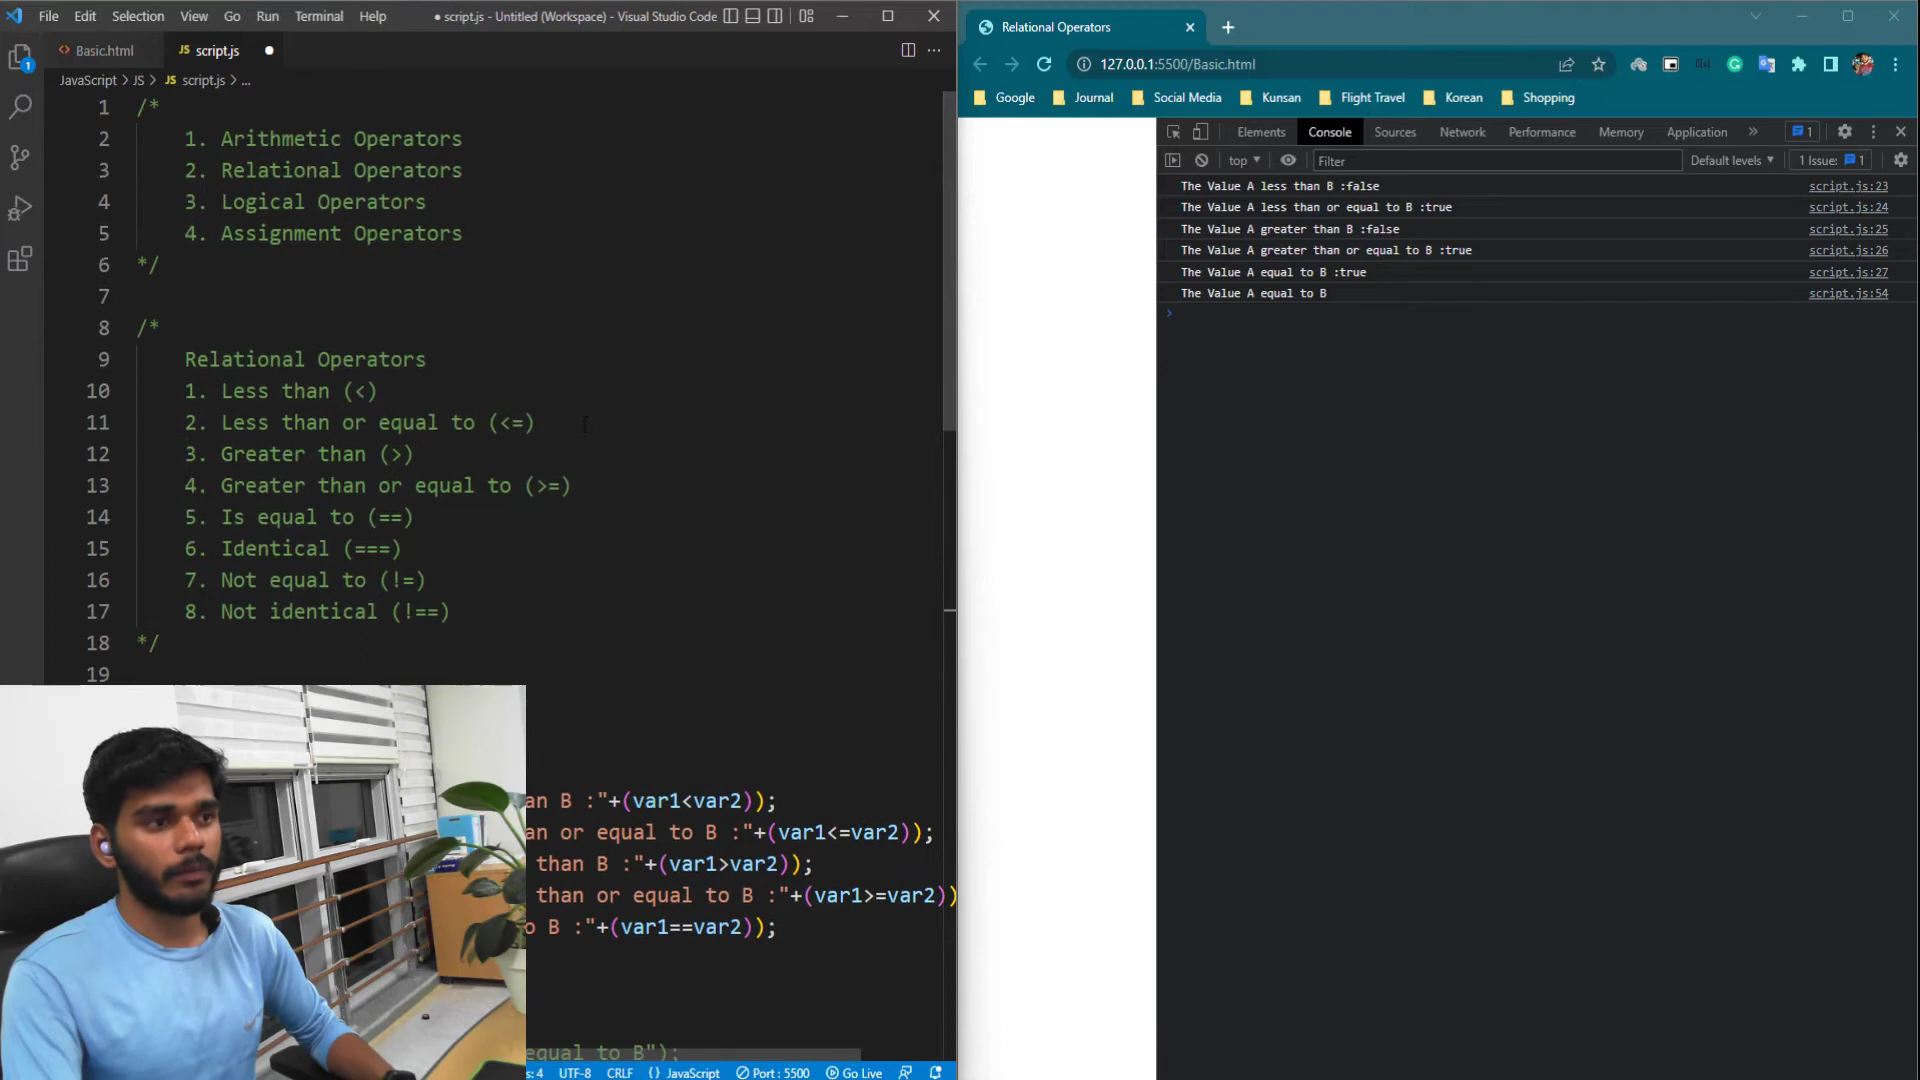 File Edit Selection View Go Run Terminal Help
● script.js - Untitled (Workspace) - Visual Studio Code
Basic.html
JS script.js ●
JavaScript > JS > JS script.js > ...
1 /*
2 1. Arithmetic Operators
3 2. Relational Operators
4 3. Logical Operators
5 4. Assignment Operators
6 */
7
8 /*
9 Relational Operators
10 1. Less than (<)
11 2. Less than or equal to (<=)
12 3. Greater than (>)
13 4. Greater than or equal to (>=)
14 5. Is equal to (==)
15 6. Identical (===)
16 7. Not equal to (!=)
17 8. Not identical (!==)
18 */
19
an B :"+(var1<var2));
an or equal to B :"+(var1<=var2));
than B :"+(var1>var2));
than or equal to B :"+(var1>=var2))
o B :"+(var1==var2));
equal to B");
s: 4 UTF-8 CRLF {} JavaScript Port : 5500 Go Live
Relational Operators
127.0.0.1:5500/Basic.html
Google Journal Social Media Kunsan Flight Travel Korean Shopping
Elements Console Sources Network Performance Memory Application » 1
top Filter Default levels 1 Issue: 1
The Value A less than B :false script.js:23
The Value A less than or equal to B :true script.js:24
The Value A greater than B :false script.js:25
The Value A greater than or equal to B :true script.js:26
The Value A equal to B :true script.js:27
The Value A equal to B script.js:54